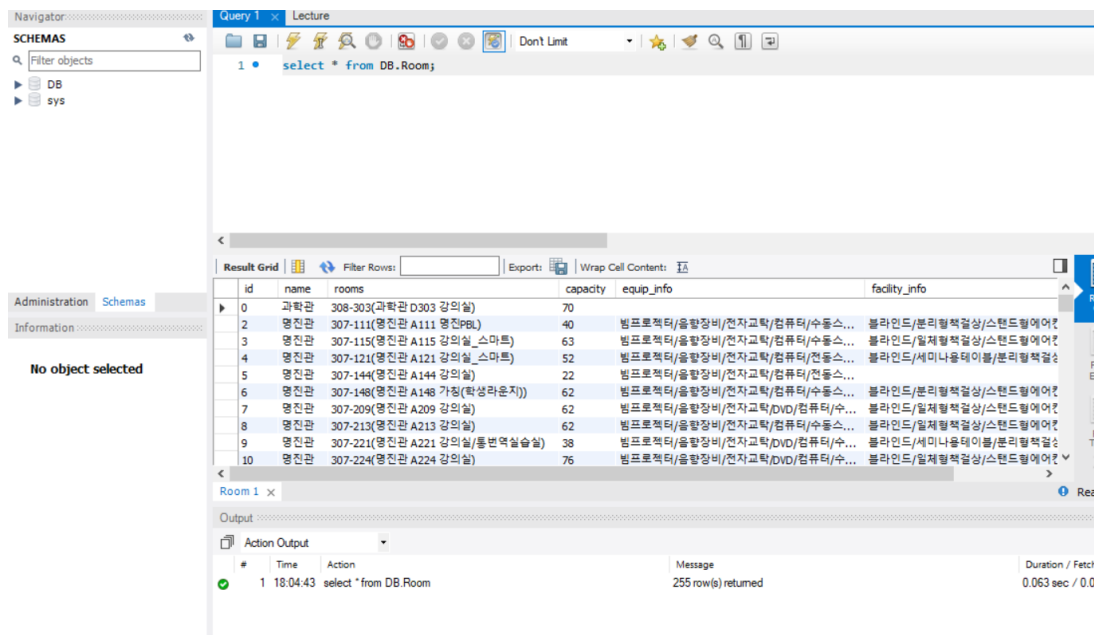 Navigator
Query 1 × Lecture
SCHEMAS
Don't Limit
Filter objects
1 select * from DB.Room;
DB
sys
Result Grid Filter Rows: Export: Wrap Cell Content:
id name rooms capacity equip_info facility_info
0 과학관 308-303(과학관 D303 강의실) 70
2 명진관 307-111(명진관 A111 명진PBL) 40 빔프로젝터/음향장비/전자교탁/컴퓨터/수동스... 블라인드/분리형책걸상/스탠드형에어컨
3 명진관 307-115(명진관 A115 강의실_스마트) 63 빔프로젝터/음향장비/전자교탁/컴퓨터/수동스... 블라인드/일체형책걸상/스탠드형에어컨
4 명진관 307-121(명진관 A121 강의실_스마트) 52 빔프로젝터/음향장비/전자교탁/컴퓨터/전동스... 블라인드/세미나용테이블/분리형책걸상
5 명진관 307-144(명진관 A144 강의실) 22 빔프로젝터/음향장비/전자교탁/컴퓨터/전동스...
6 명진관 307-148(명진관 A148 가칭(학생라운지)) 62 빔프로젝터/음향장비/전자교탁/컴퓨터/수동스... 블라인드/분리형책걸상/스탠드형에어컨
7 명진관 307-209(명진관 A209 강의실) 62 빔프로젝터/음향장비/전자교탁/DVD/컴퓨터/수... 블라인드/일체형책걸상/스탠드형에어컨
8 명진관 307-213(명진관 A213 강의실) 62 빔프로젝터/음향장비/전자교탁/컴퓨터/수동스... 블라인드/일체형책걸상/스탠드형에어컨
9 명진관 307-221(명진관 A221 강의실/통번역실습실) 38 빔프로젝터/음향장비/전자교탁/DVD/컴퓨터/수... 블라인드/세미나용테이블/분리형책걸상
10 명진관 307-224(명진관 A224 강의실) 76 빔프로젝터/음향장비/전자교탁/DVD/컴퓨터/수... 블라인드/일체형책걸상/스탠드형에어컨
Administration Schemas
Information
No object selected
Room 1 × Rea
Output
Action Output
# Time Action Message Duration / Fetch
1 18:04:43 select * from DB.Room 255 row(s) returned 0.063 sec / 0.0